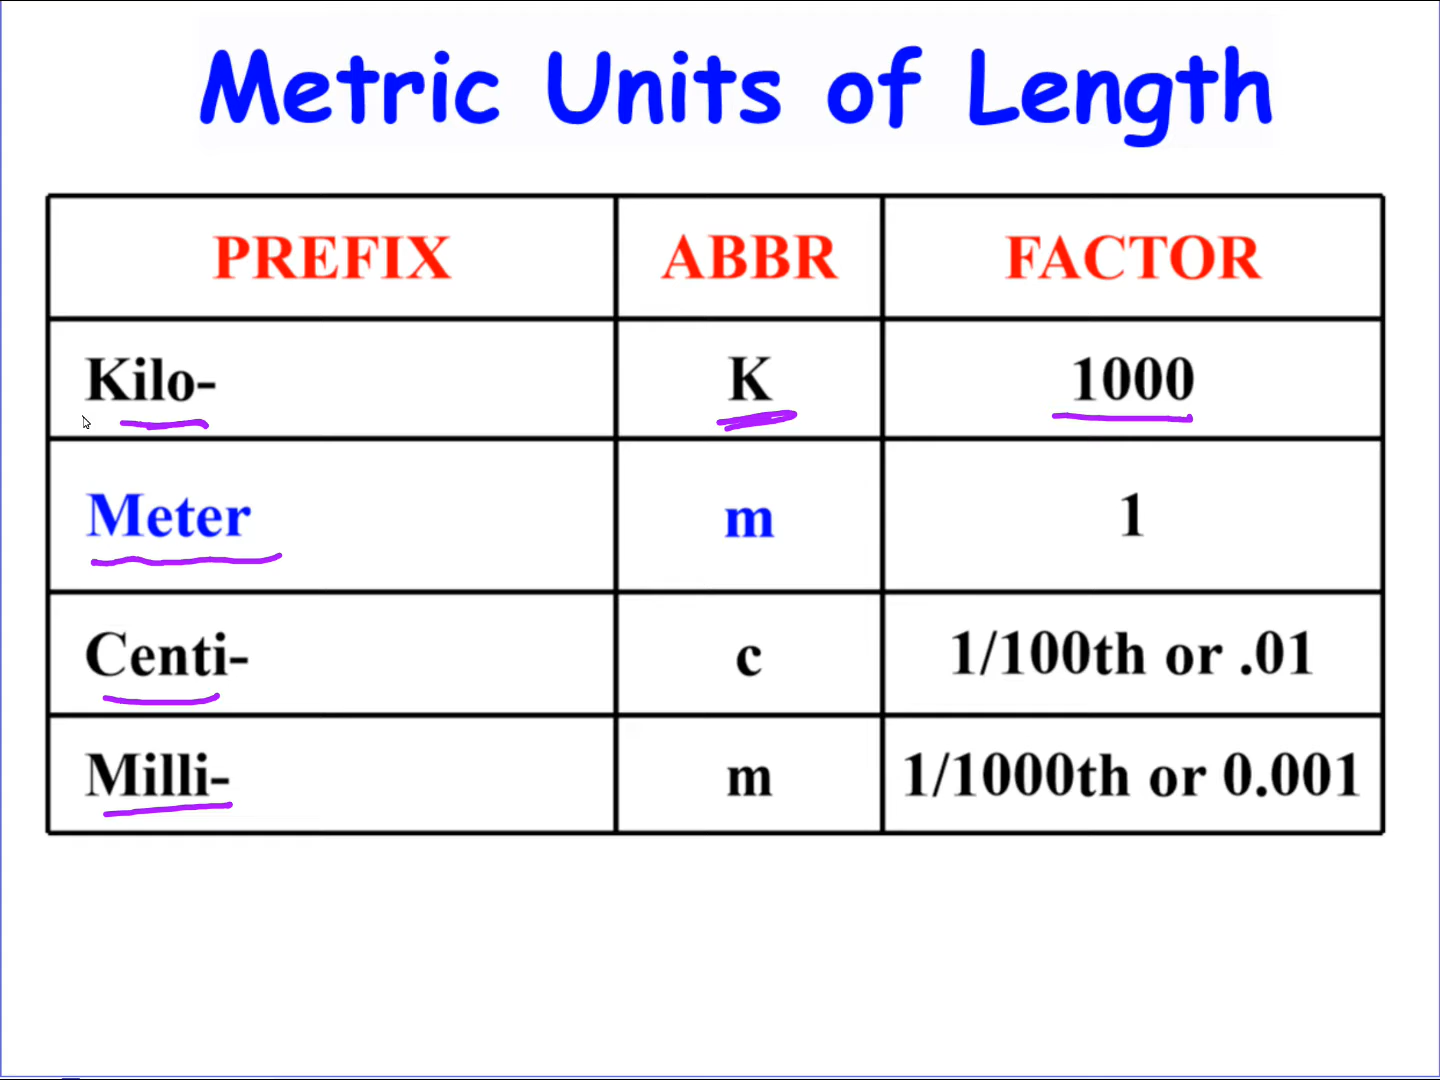 Metric Units of Length
PREFIX ABBR FACTOR
Kilo- K 1000
Meter m 1
Centi- c 1/100th or .01
Milli- m 1/1000th or 0.001